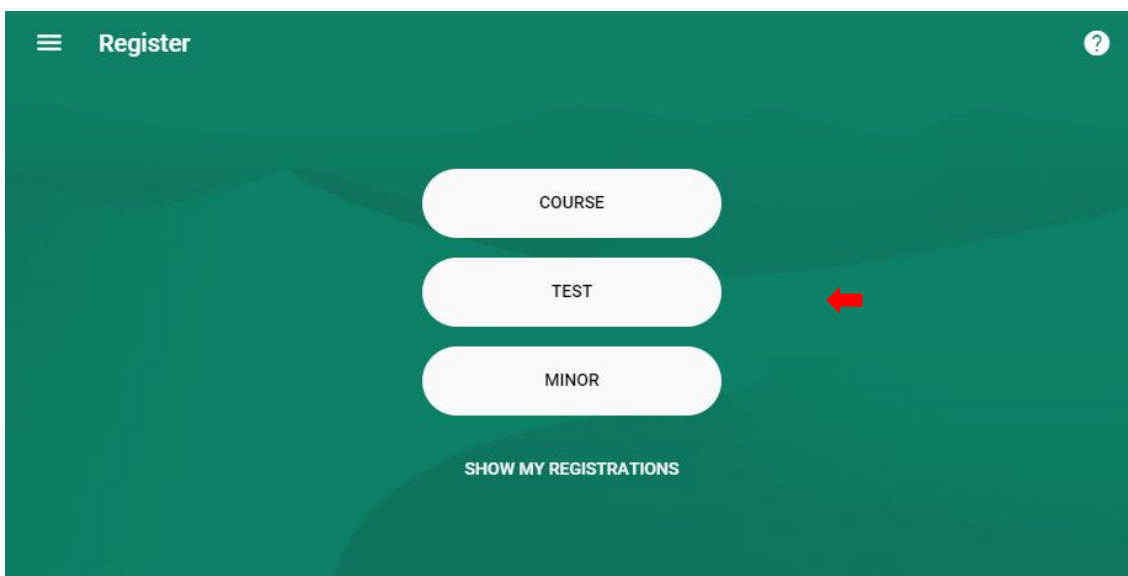 Register
?
COURSE
TEST
MINOR
SHOW MY REGISTRATIONS